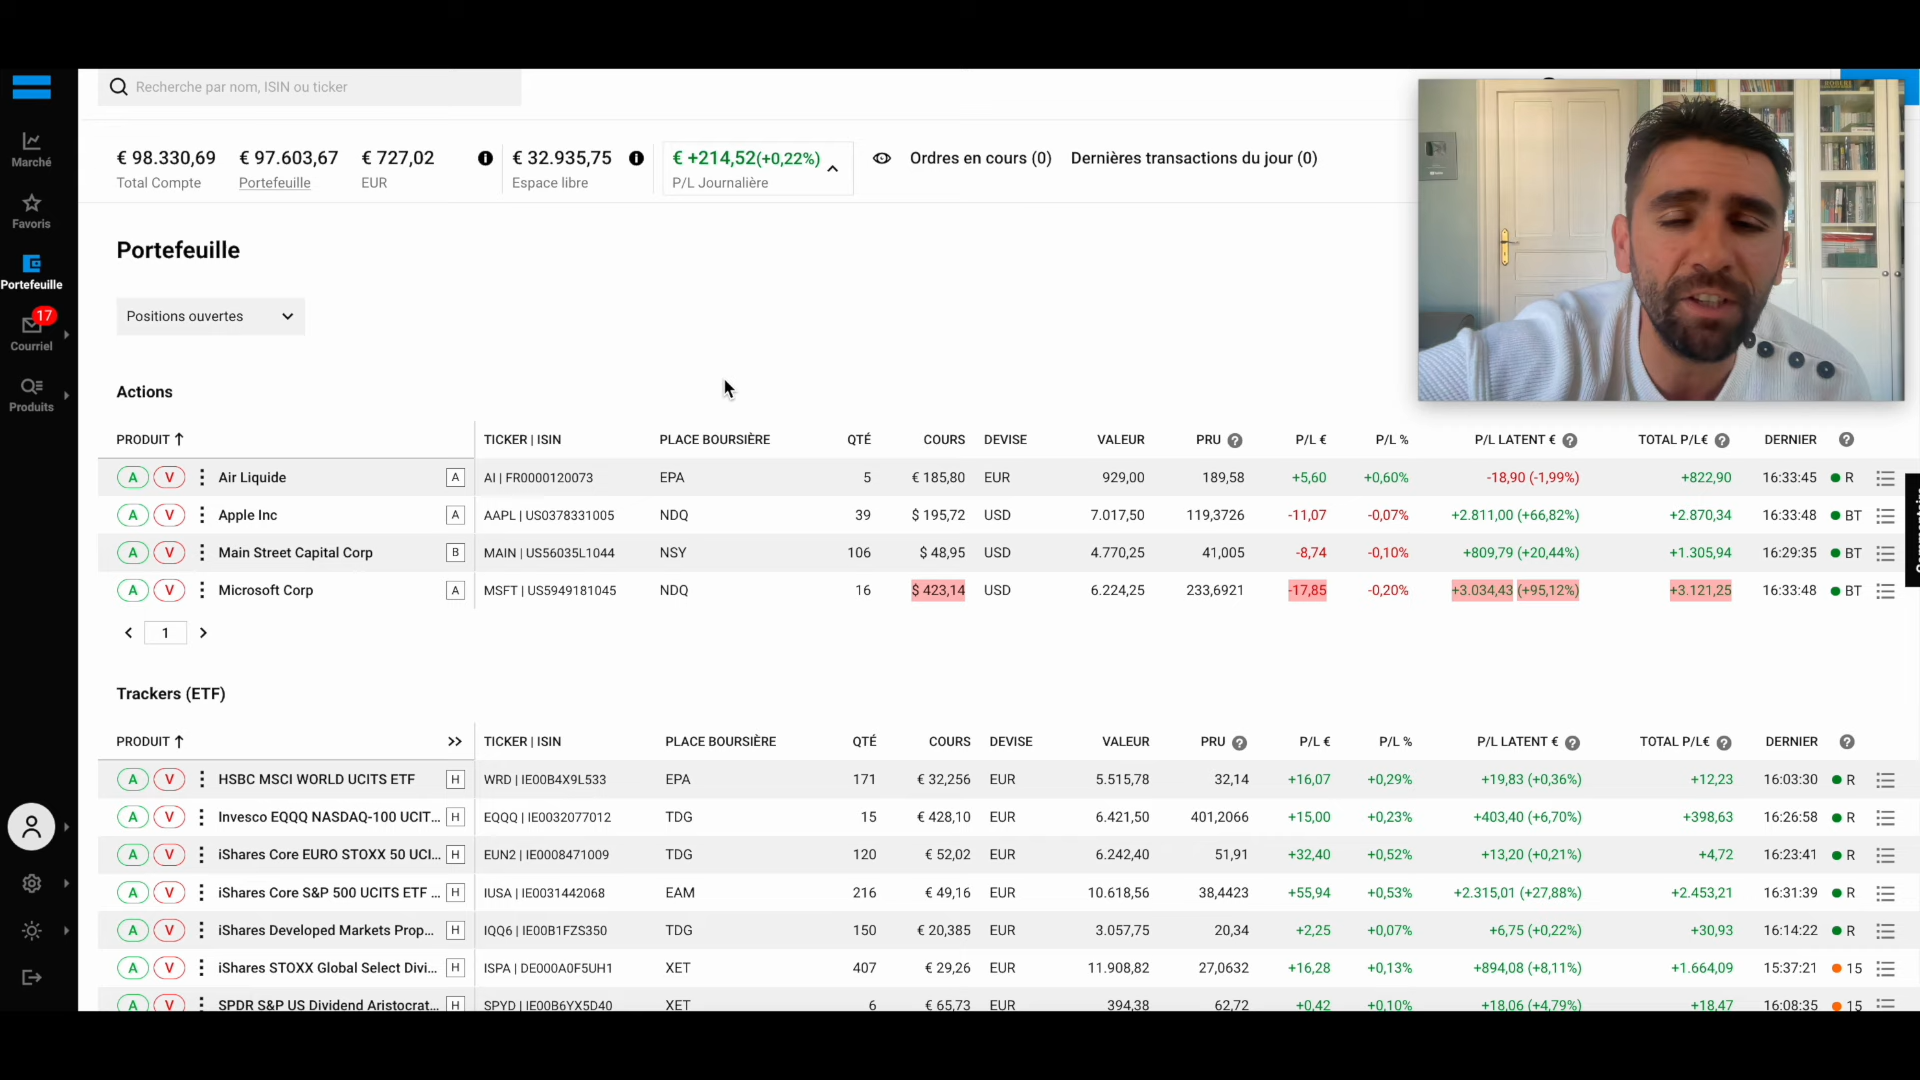 Recherche par nom, ISIN ou ticker
€ 98.330,69 € 97.603,67 € 727,02 € 32.935,75 € +214,52(+0,22%) Ordres en cours (0) Dernières transactions du jour (0)
Total Compte Portefeuille EUR Espace libre P/L Journalière
Marché
Favoris
Portefeuille
17
Courriel
Produits
Portefeuille
Positions ouvertes
Actions
PRODUIT TICKER | ISIN PLACE BOURSIÈRE QTÉ COURS DEVISE VALEUR PRU P/L € P/L % P/L LATENT € TOTAL P/L€ DERNIER
A V Air Liquide A AI | FR0000120073 EPA 5 € 185,80 EUR 929,00 189,58 +5,60 +0,60% -18,90 (-1,99%) +822,90 16:33:45 R
A V Apple Inc A AAPL | US0378331005 NDQ 39 $ 195,72 USD 7.017,50 119,3726 -11,07 -0,07% +2.811,00 (+66,82%) +2.870,34 16:33:48 BT
A V Main Street Capital Corp B MAIN | US56035L1044 NSY 106 $ 48,95 USD 4.770,25 41,005 -8,74 -0,10% +809,79 (+20,44%) +1.305,94 16:29:35 BT
A V Microsoft Corp A MSFT | US5949181045 NDQ 16 $ 423,14 USD 6.224,25 233,6921 -17,85 -0,20% +3.034,43 (+95,12%) +3.121,25 16:33:48 BT
1
Trackers (ETF)
PRODUIT TICKER | ISIN PLACE BOURSIÈRE QTÉ COURS DEVISE VALEUR PRU P/L € P/L % P/L LATENT € TOTAL P/L€ DERNIER
A V HSBC MSCI WORLD UCITS ETF H WRD | IE00B4X9L533 EPA 171 € 32,256 EUR 5.515,78 32,14 +16,07 +0,29% +19,83 (+0,36%) +12,23 16:03:30 R
A V Invesco EQQQ NASDAQ-100 UCIT... H EQQQ | IE0032077012 TDG 15 € 428,10 EUR 6.421,50 401,2066 +15,00 +0,23% +403,40 (+6,70%) +398,63 16:26:58 R
A V iShares Core EURO STOXX 50 UCI... H EUN2 | IE0008471009 TDG 120 € 52,02 EUR 6.242,40 51,91 +32,40 +0,52% +13,20 (+0,21%) +4,72 16:23:41 R
A V iShares Core S&P 500 UCITS ETF ... H IUSA | IE0031442068 EAM 216 € 49,16 EUR 10.618,56 38,4423 +55,94 +0,53% +2.315,01 (+27,88%) +2.453,21 16:31:39 R
A V iShares Developed Markets Prop... H IQQ6 | IE00B1FZS350 TDG 150 € 20,385 EUR 3.057,75 20,34 +2,25 +0,07% +6,75 (+0,22%) +30,93 16:14:22 R
A V iShares STOXX Global Select Divi... H ISPA | DE000A0F5UH1 XET 407 € 29,26 EUR 11.908,82 27,0632 +16,28 +0,13% +894,08 (+8,11%) +1.664,09 15:37:21 15
A V SPDR S&P US Dividend Aristocrat... H SPYD | IE00B6YX5D40 XET 6 € 65,73 EUR 394,38 62,72 +0,42 +0,10% +18,06 (+4,79%) +18,47 16:08:35 15